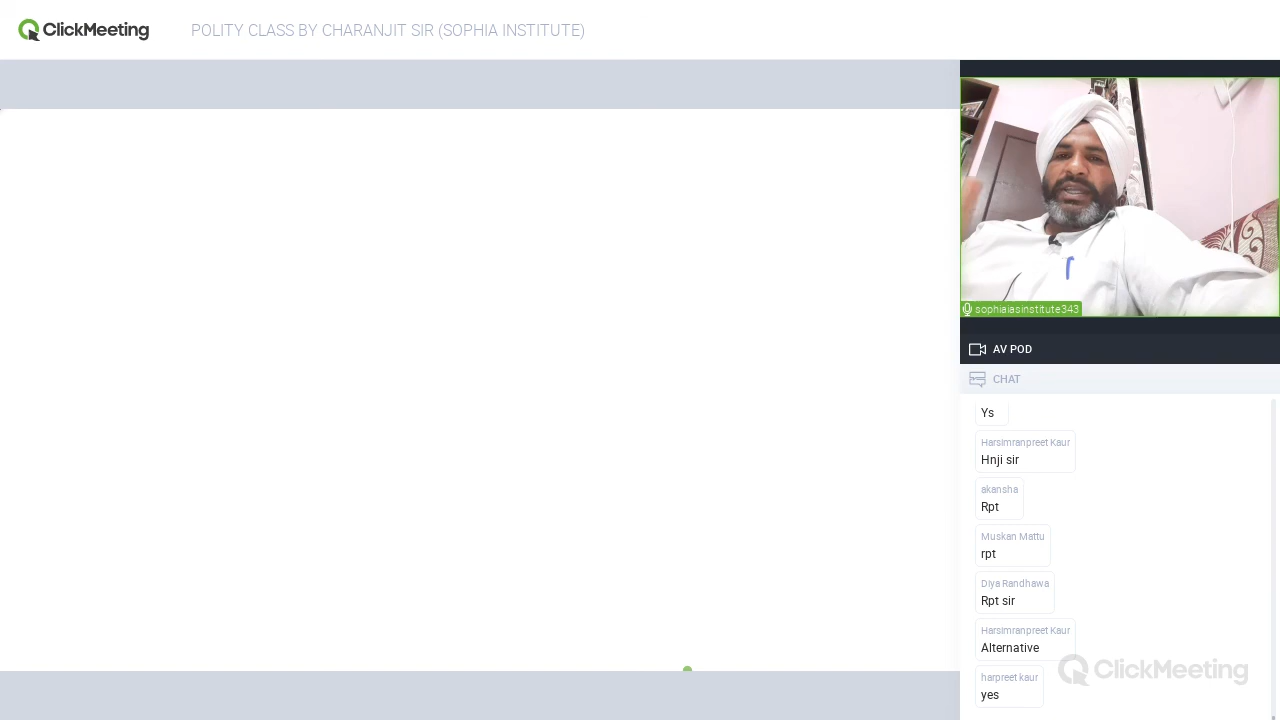 ClickMeeting
POLITY CLASS BY CHARANJIT SIR (SOPHIA INSTITUTE)
sophiaiasinstitute343
AV POD
CHAT
Ys
Harsimranpreet Kaur
Hnji sir
akansha
Rpt
Muskan Mattu
rpt
Diya Randhawa
Rpt sir
Harsimranpreet Kaur
Alternative
harpreet kaur
yes
ClickMeeting